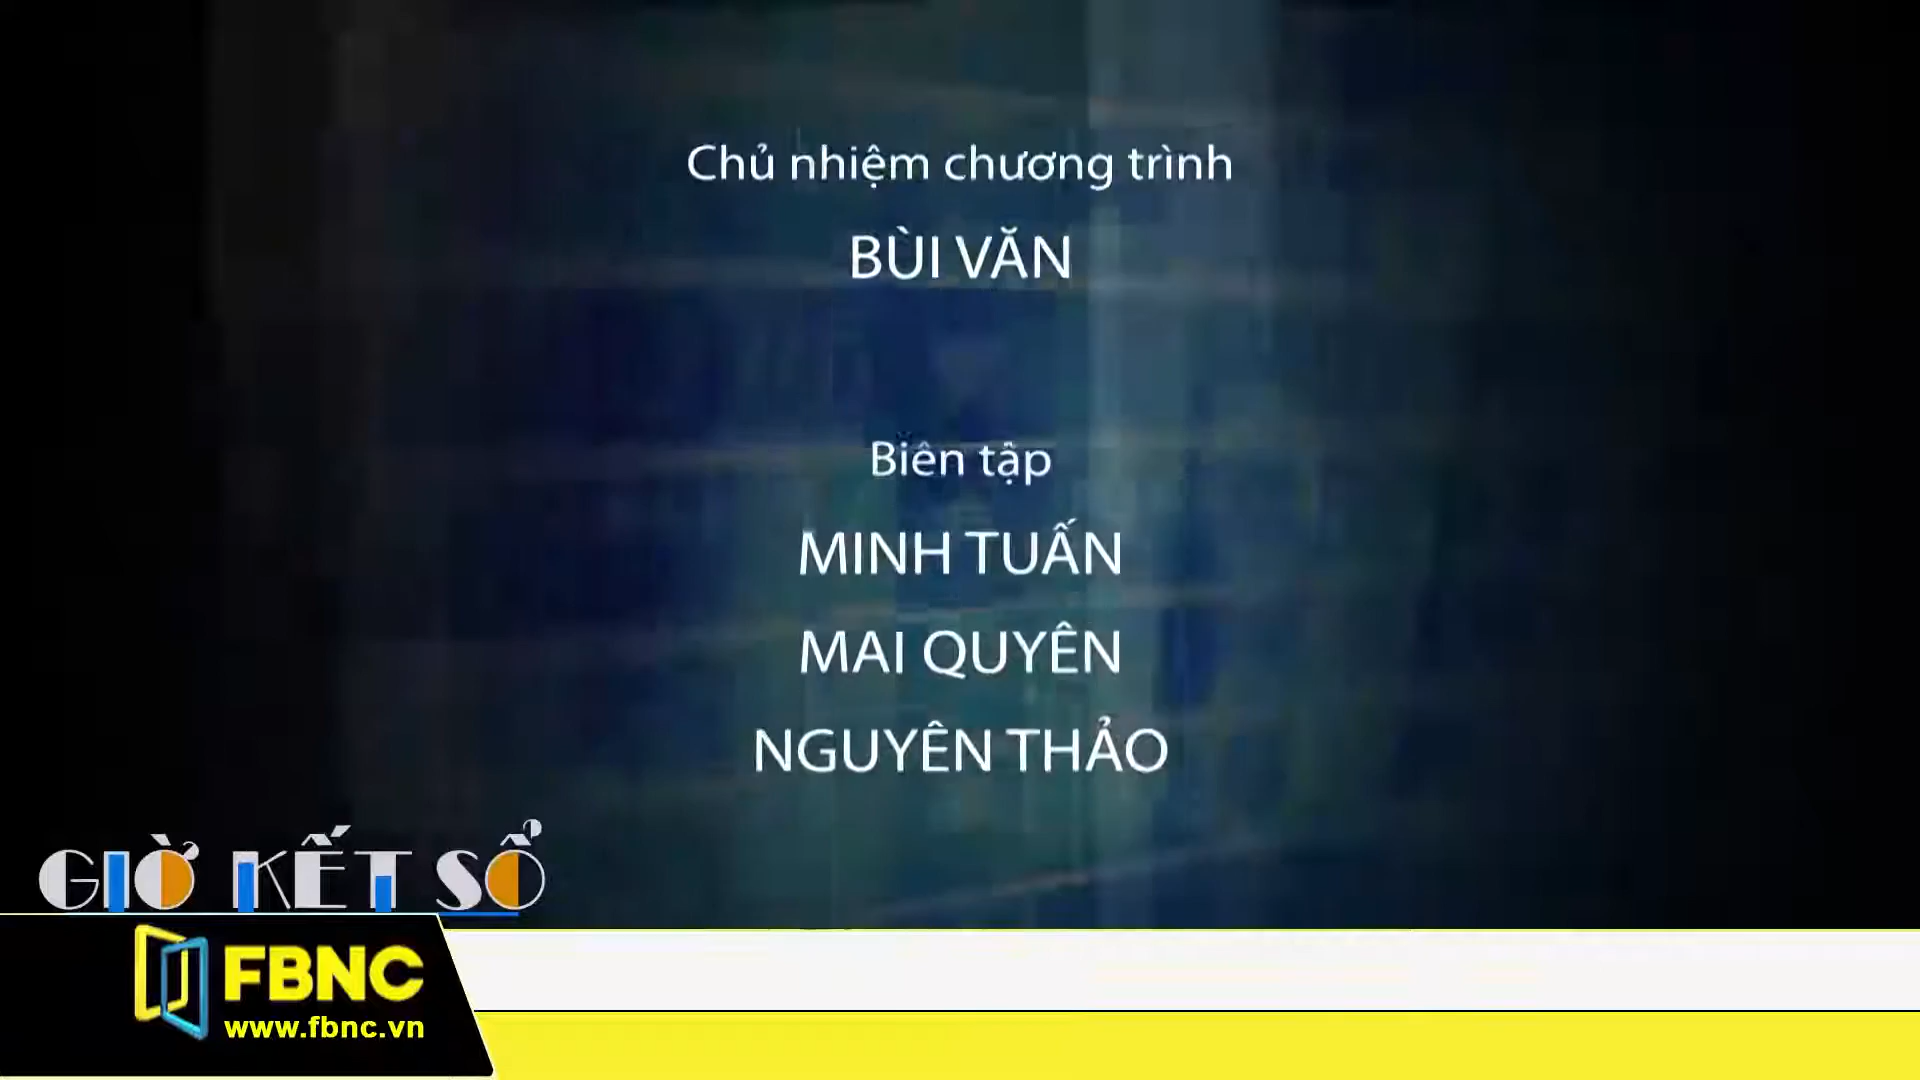 Chủ nhiệm chương trình
BÙI VĂN
Biên tập
MINH TUẤN
MAI QUYÊN
NGUYÊN THẢO
GIỜ KẾT SỔ
FBNC
www.fbnc.vn